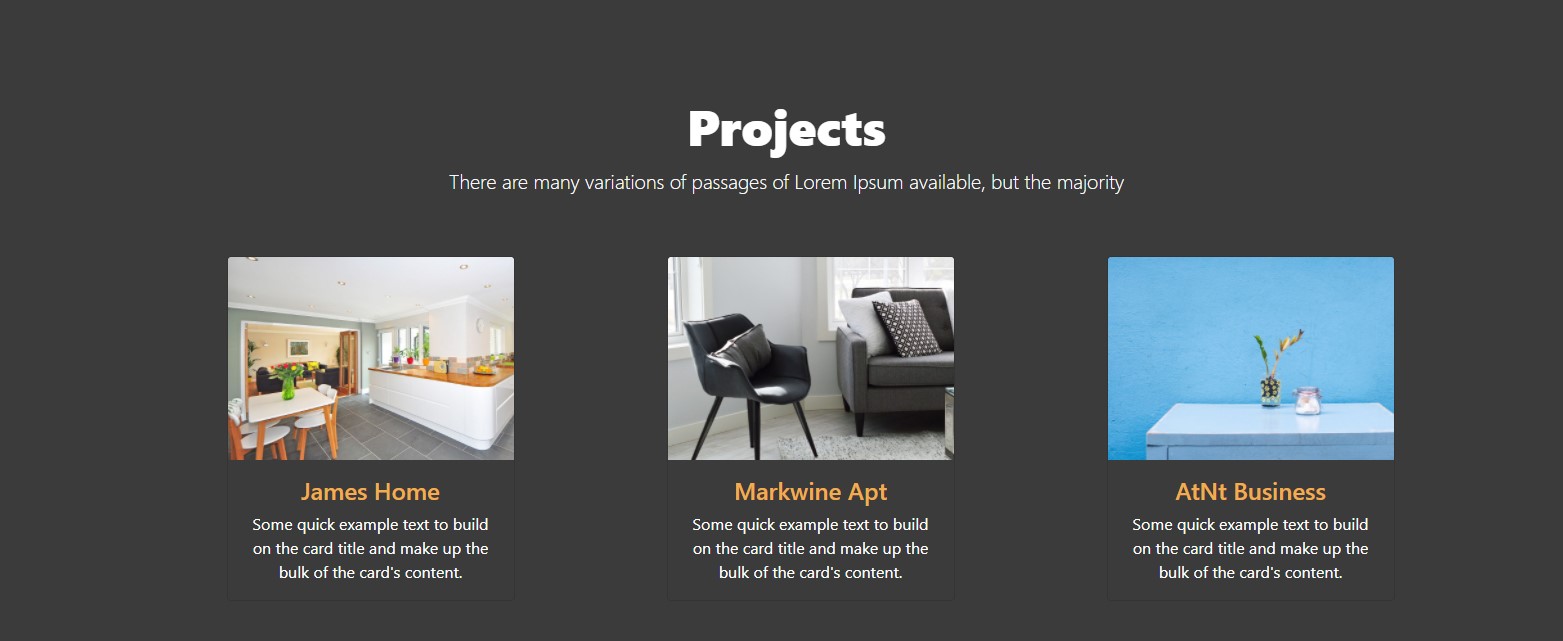 Projects
There are many variations of passages of Lorem Ipsum available, but the majority
James Home
Some quick example text to build
on the card title and make up the
bulk of the card's content.
Markwine Apt
Some quick example text to build
on the card title and make up the
bulk of the card's content.
AtNt Business
Some quick example text to build
on the card title and make up the
bulk of the card's content.